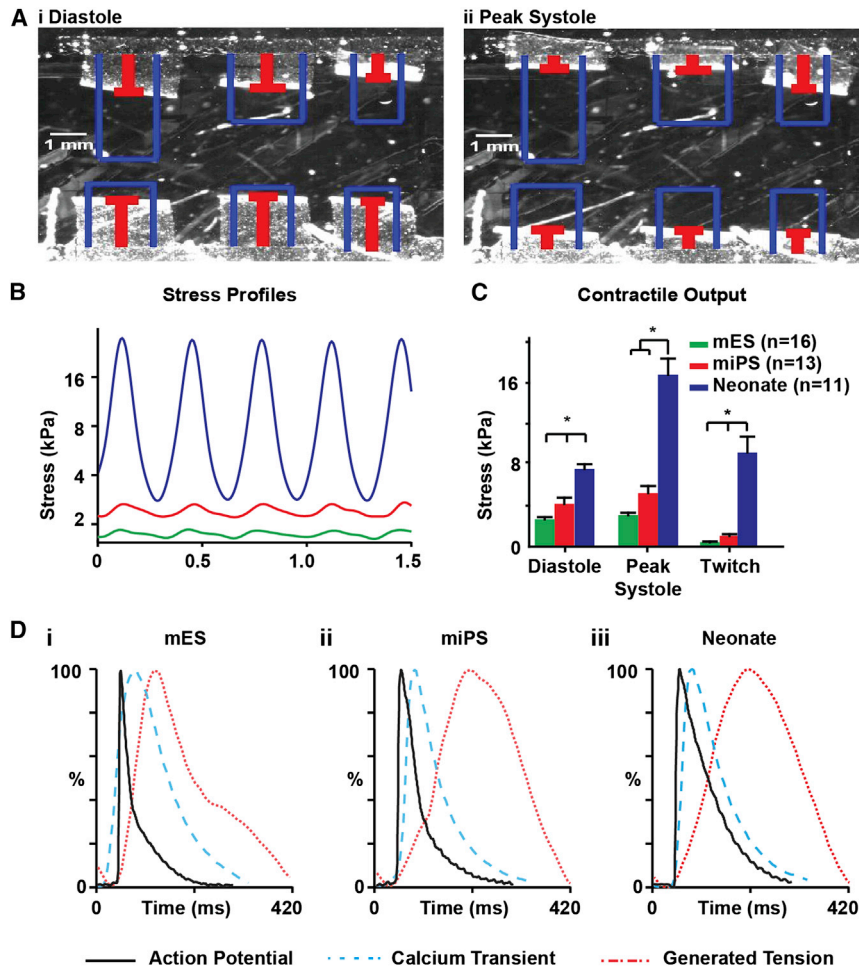 A
i Diastole
ii Peak Systole
1 mm
1 mm
B
Stress Profiles
Stress (kPa)
16
8
4
2
0
0.5
1.0
1.5
C
Contractile Output
mES (n=16)
miPS (n=13)
Neonate (n=11)
Stress (kPa)
16
8
0
*
*
*
Diastole
Peak
Systole
Twitch
D
i
mES
100
%
0
0
Time (ms)
420
ii
miPS
100
%
0
0
Time (ms)
420
iii
Neonate
100
%
0
0
Time (ms)
420
Action Potential
Calcium Transient
Generated Tension